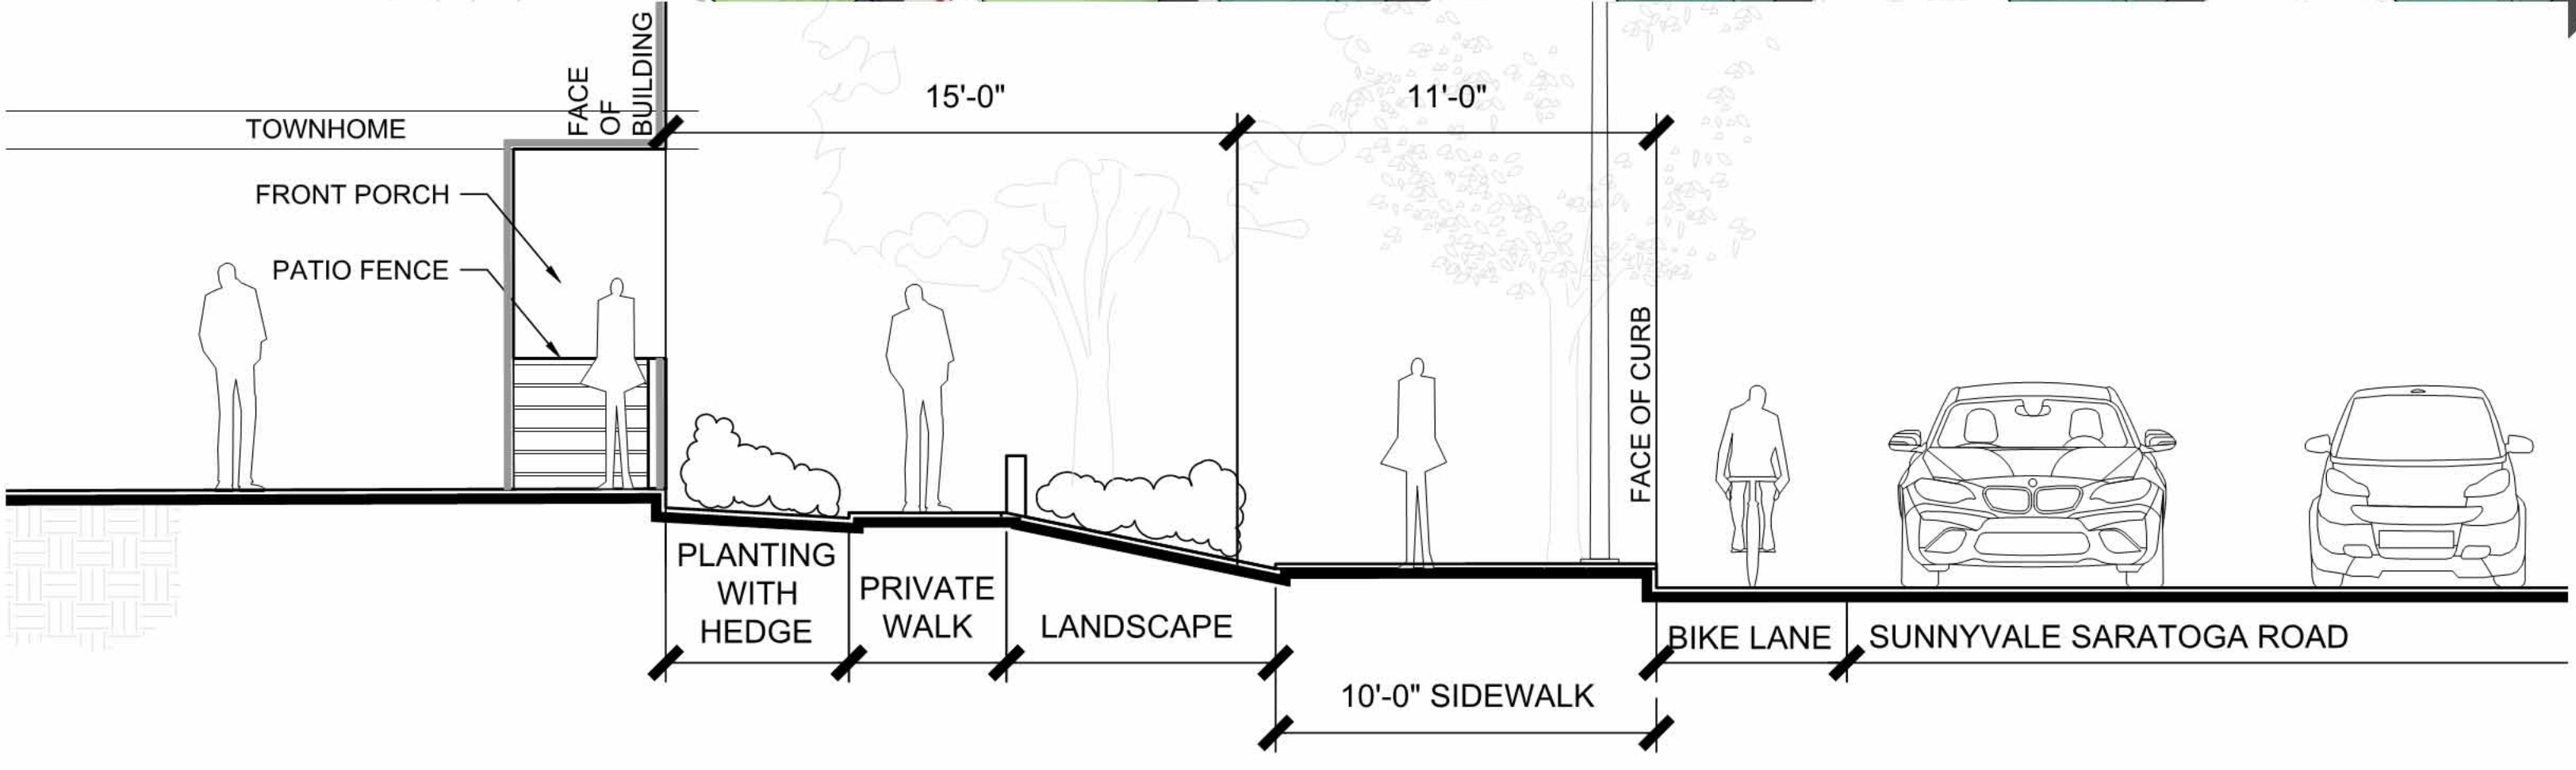 FACE
OF
BUILDING
15'-0"
11'-0"
TOWNHOME
FRONT PORCH
PATIO FENCE
FACE OF CURB
PLANTING
WITH
HEDGE
PRIVATE
WALK
LANDSCAPE
BIKE LANE
SUNNYVALE SARATOGA ROAD
10'-0" SIDEWALK